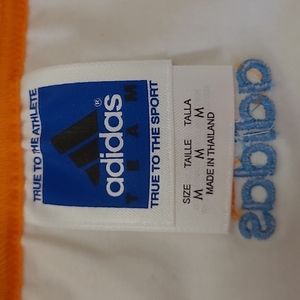 TRUE TO THE ATHLETE
adidas®
TEAM
TRUE TO THE SPORT
SIZE TAILLE TALLA
M M M
MADE IN THAILAND
adidas